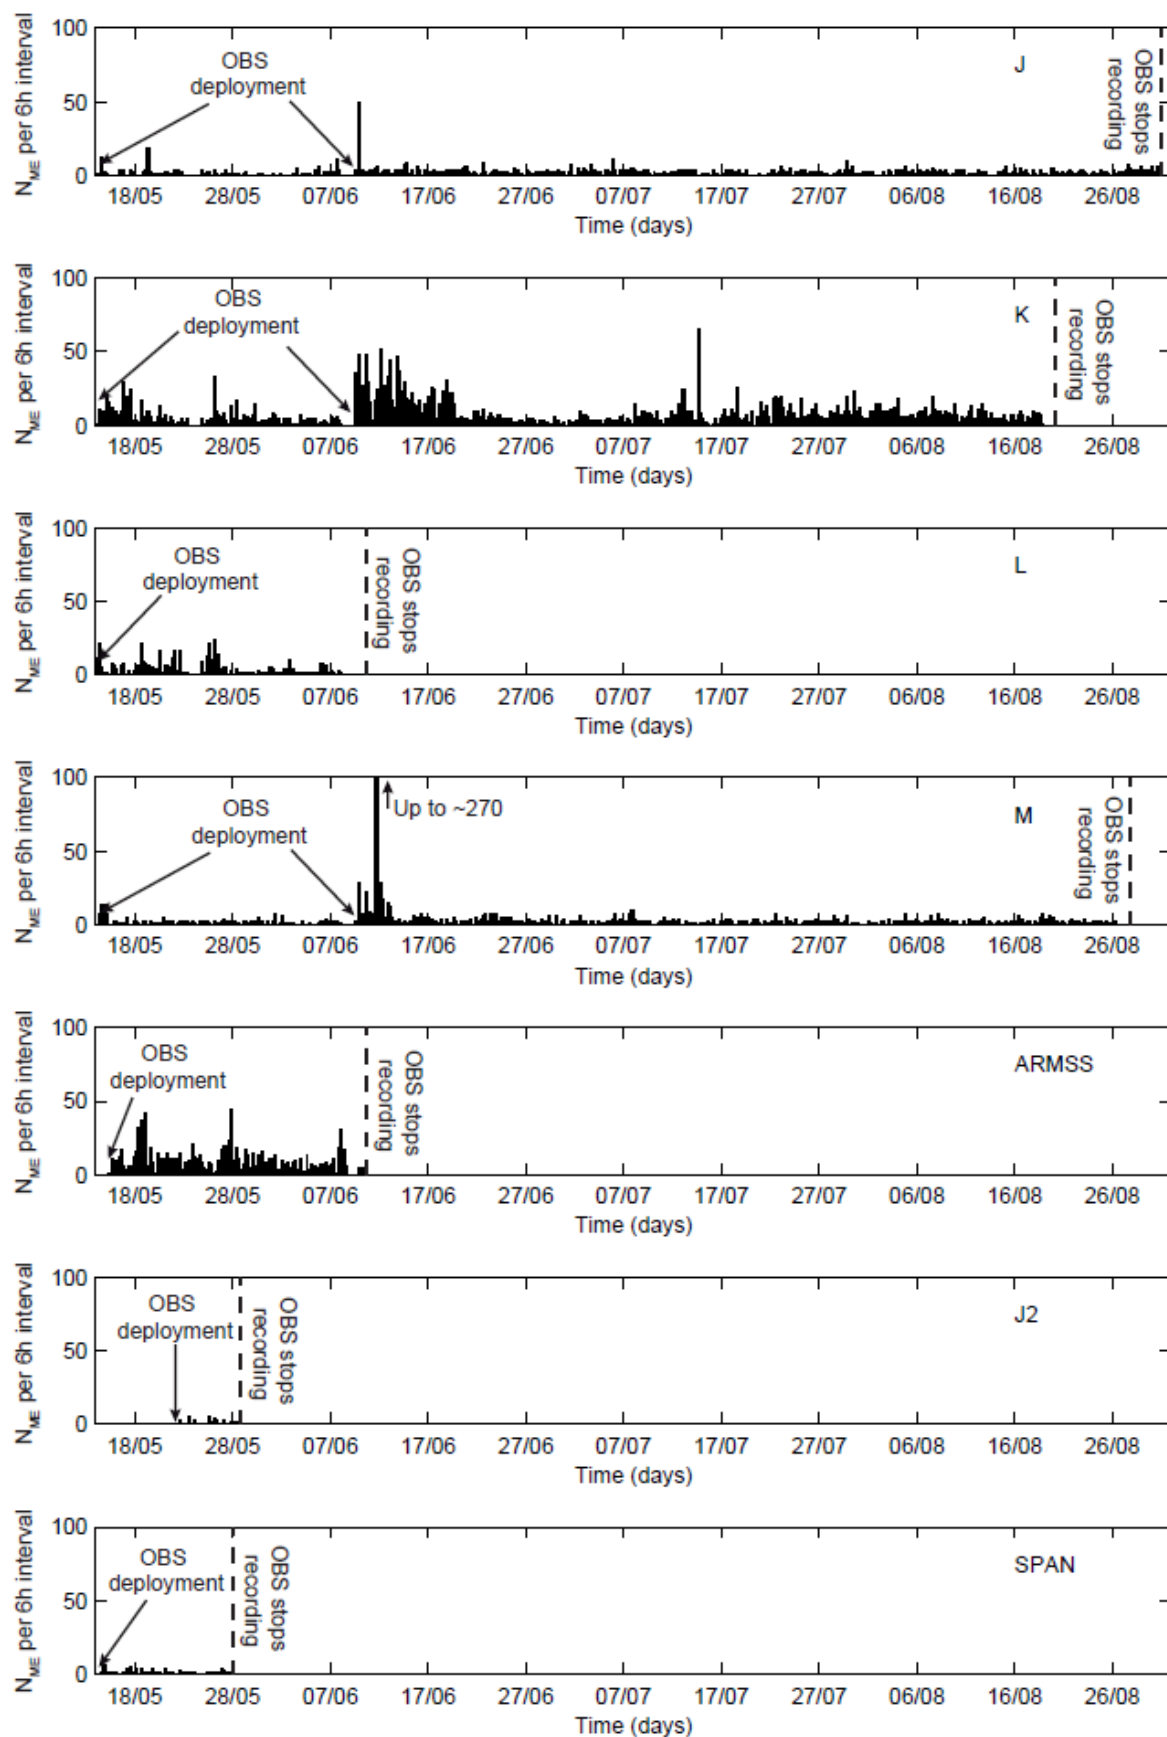 N_ME per 6h interval
100
50
0
OBS
deployment
J
OBS stops
recording
18/05 28/05 07/06 17/06 27/06 07/07 17/07 27/07 06/08 16/08 26/08
Time (days)
N_ME per 6h interval
100
50
0
OBS
deployment
K
OBS stops
recording
18/05 28/05 07/06 17/06 27/06 07/07 17/07 27/07 06/08 16/08 26/08
Time (days)
N_ME per 6h interval
100
50
0
OBS
deployment
OBS stops
recording
L
18/05 28/05 07/06 17/06 27/06 07/07 17/07 27/07 06/08 16/08 26/08
Time (days)
N_ME per 6h interval
100
50
0
OBS
deployment
Up to ~270
M
OBS stops
recording
18/05 28/05 07/06 17/06 27/06 07/07 17/07 27/07 06/08 16/08 26/08
Time (days)
N_ME per 6h interval
100
50
0
OBS
deployment
OBS stops
recording
ARMSS
18/05 28/05 07/06 17/06 27/06 07/07 17/07 27/07 06/08 16/08 26/08
Time (days)
N_ME per 6h interval
100
50
0
OBS
deployment
OBS stops
recording
J2
18/05 28/05 07/06 17/06 27/06 07/07 17/07 27/07 06/08 16/08 26/08
Time (days)
N_ME per 6h interval
100
50
0
OBS
deployment
OBS stops
recording
SPAN
18/05 28/05 07/06 17/06 27/06 07/07 17/07 27/07 06/08 16/08 26/08
Time (days)